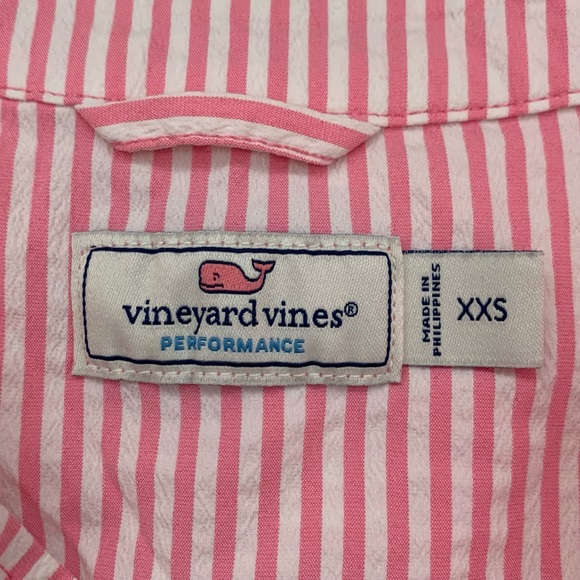 vineyard vines®
PERFORMANCE
MADE IN
PHILIPPINES
XXS